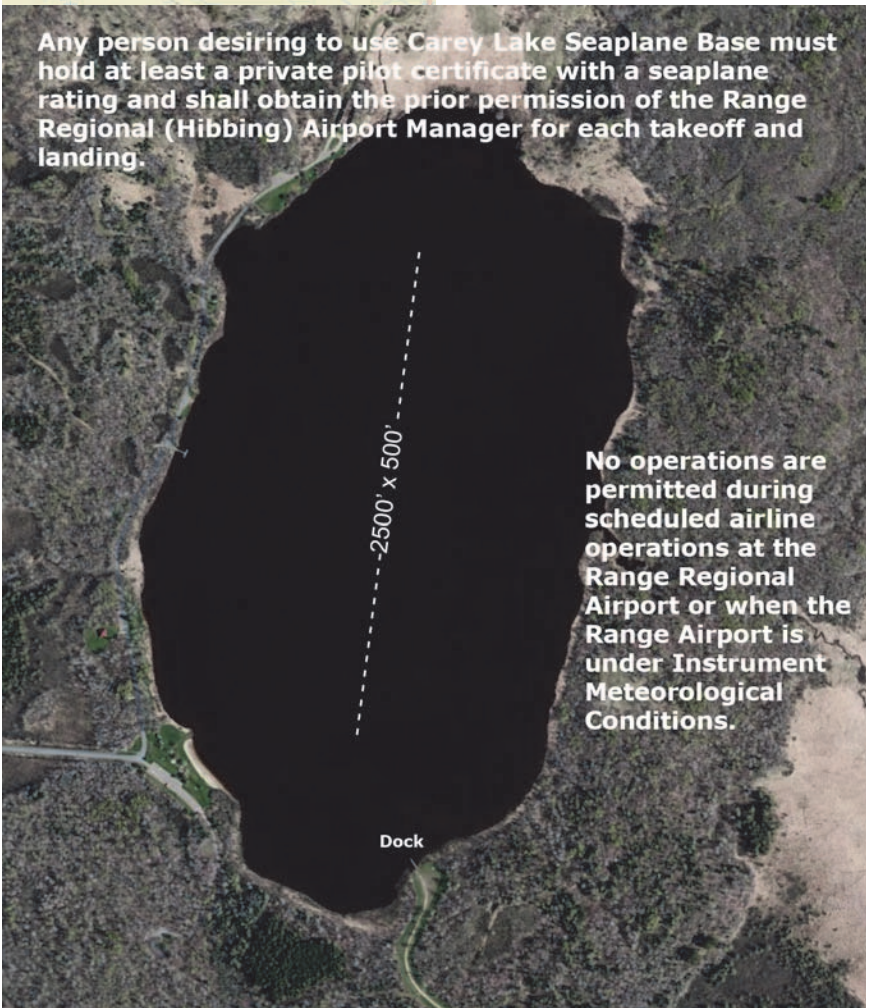 Any person desiring to use Carey Lake Seaplane Base must
hold at least a private pilot certificate with a seaplane
rating and shall obtain the prior permission of the Range
Regional (Hibbing) Airport Manager for each takeoff and
landing.
2500' x 500'
No operations are
permitted during
scheduled airline
operations at the
Range Regional
Airport or when the
Range Airport is
under Instrument
Meteorological
Conditions.
Dock